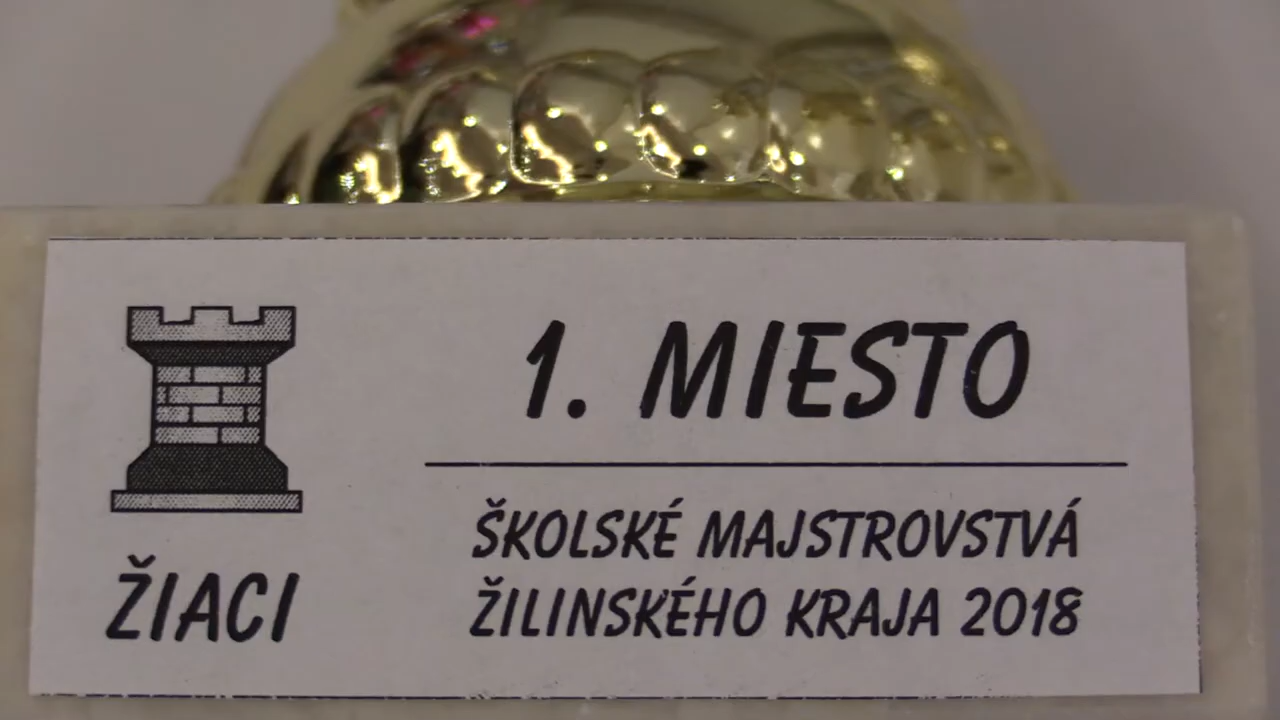 1. MIESTO
ŠKOLSKÉ MAJSTROVSTVÁ
ŽILINSKÉHO KRAJA 2018
ŽIACI